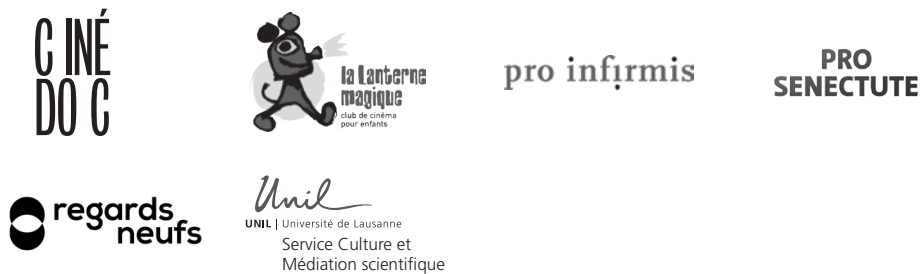 C INÉ
DO C
la Lanterne
magique
club de cinéma
pour enfants
pro infirmis
PRO
SENECTUTE
regards
neufs
Unil
UNIL | Université de Lausanne
Service Culture et
Médiation scientifique